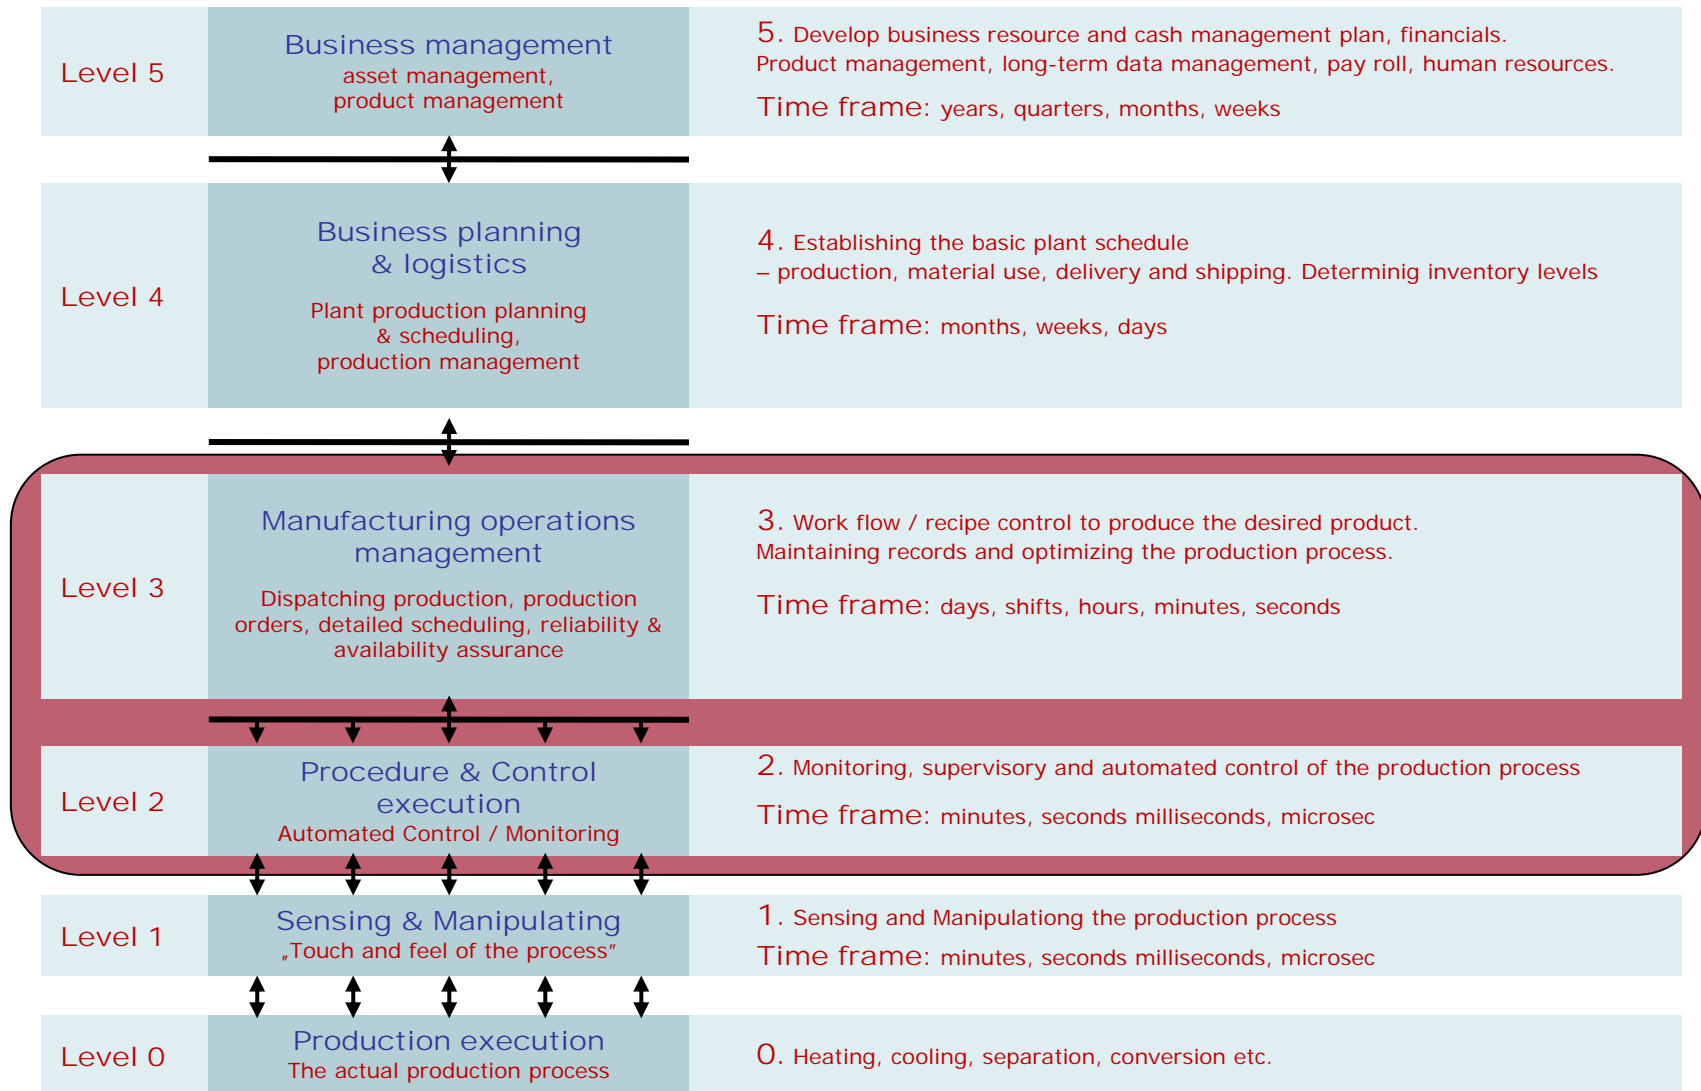 Level 5
Business management
asset management,
product management
5. Develop business resource and cash management plan, financials.
Product management, long-term data management, pay roll, human resources.
Time frame: years, quarters, months, weeks
Level 4
Business planning
& logistics
Plant production planning
& scheduling,
production management
4. Establishing the basic plant schedule
– production, material use, delivery and shipping. Determinig inventory levels
Time frame: months, weeks, days
Level 3
Manufacturing operations
management
Dispatching production, production
orders, detailed scheduling, reliability &
availability assurance
3. Work flow / recipe control to produce the desired product.
Maintaining records and optimizing the production process.
Time frame: days, shifts, hours, minutes, seconds
Level 2
Procedure & Control
execution
Automated Control / Monitoring
2. Monitoring, supervisory and automated control of the production process
Time frame: minutes, seconds milliseconds, microsec
Level 1
Sensing & Manipulating
„Touch and feel of the process”
1. Sensing and Manipulationg the production process
Time frame: minutes, seconds milliseconds, microsec
Level 0
Production execution
The actual production process
0. Heating, cooling, separation, conversion etc.